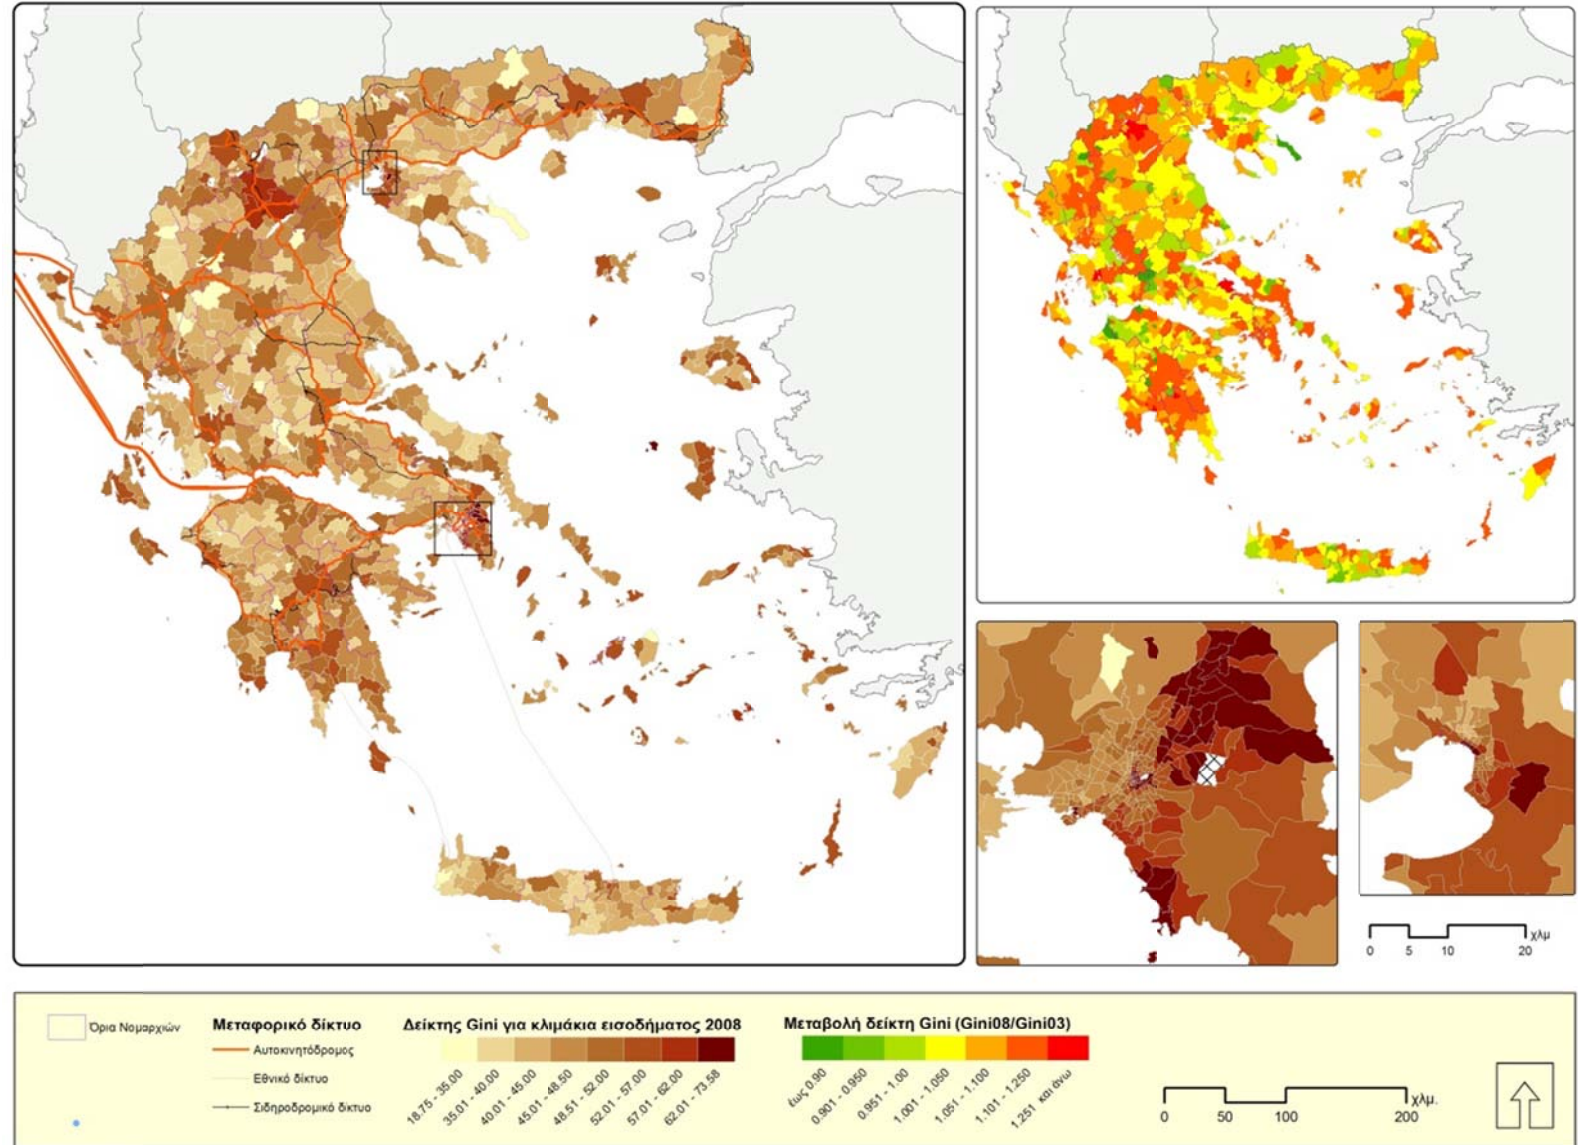 χλμ
0 5 10 20
Όρια Νομαρχιών
Μεταφορικό δίκτυο
Αυτοκινητόδρομος
Εθνικό δίκτυο
Σιδηροδρομικό δίκτυο
Δείκτης Gini για κλιμάκια εισοδήματος 2008
18.75 - 35.00
35.01 - 40.00
40.01 - 45.00
45.01 - 48.50
48.51 - 52.00
52.01 - 57.00
57.01 - 62.00
62.01 - 73.58
Μεταβολή δείκτη Gini (Gini08/Gini03)
έως 0.90
0.901 - 0.950
0.951 - 1.00
1.001 - 1.050
1.051 - 1.100
1.101 - 1.250
1.251 και άνω
χλμ.
0 50 100 200